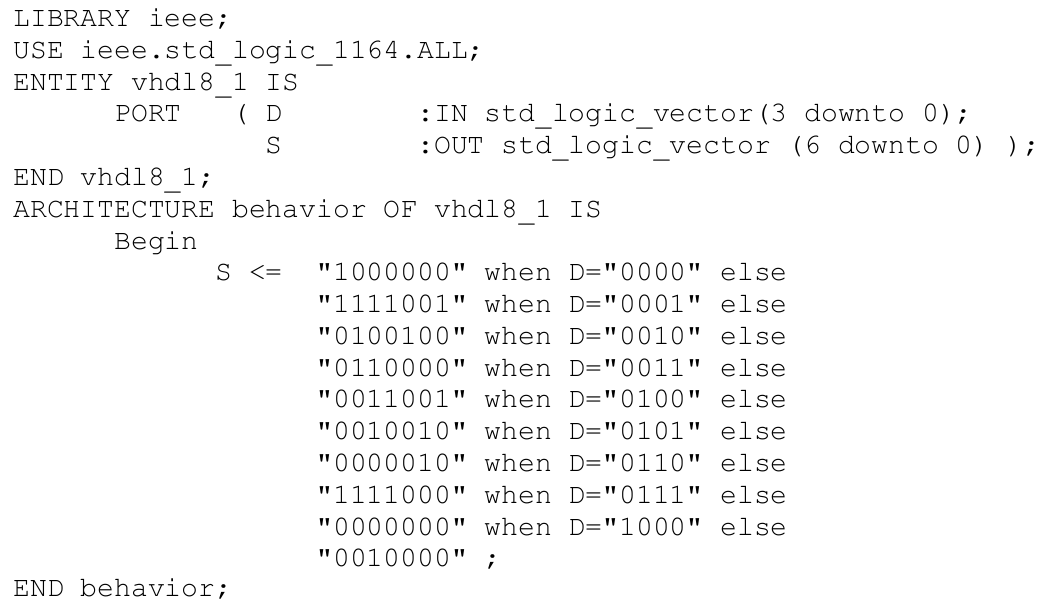 LIBRARY ieee;
USE ieee.std_logic_1164.ALL;
ENTITY vhdl8_1 IS
PORT ( D :IN std_logic_vector(3 downto 0);
S :OUT std_logic_vector (6 downto 0) );
END vhdl8_1;
ARCHITECTURE behavior OF vhdl8_1 IS
Begin
S <= "1000000" when D="0000" else
"1111001" when D="0001" else
"0100100" when D="0010" else
"0110000" when D="0011" else
"0011001" when D="0100" else
"0010010" when D="0101" else
"0000010" when D="0110" else
"1111000" when D="0111" else
"0000000" when D="1000" else
"0010000" ;
END behavior;